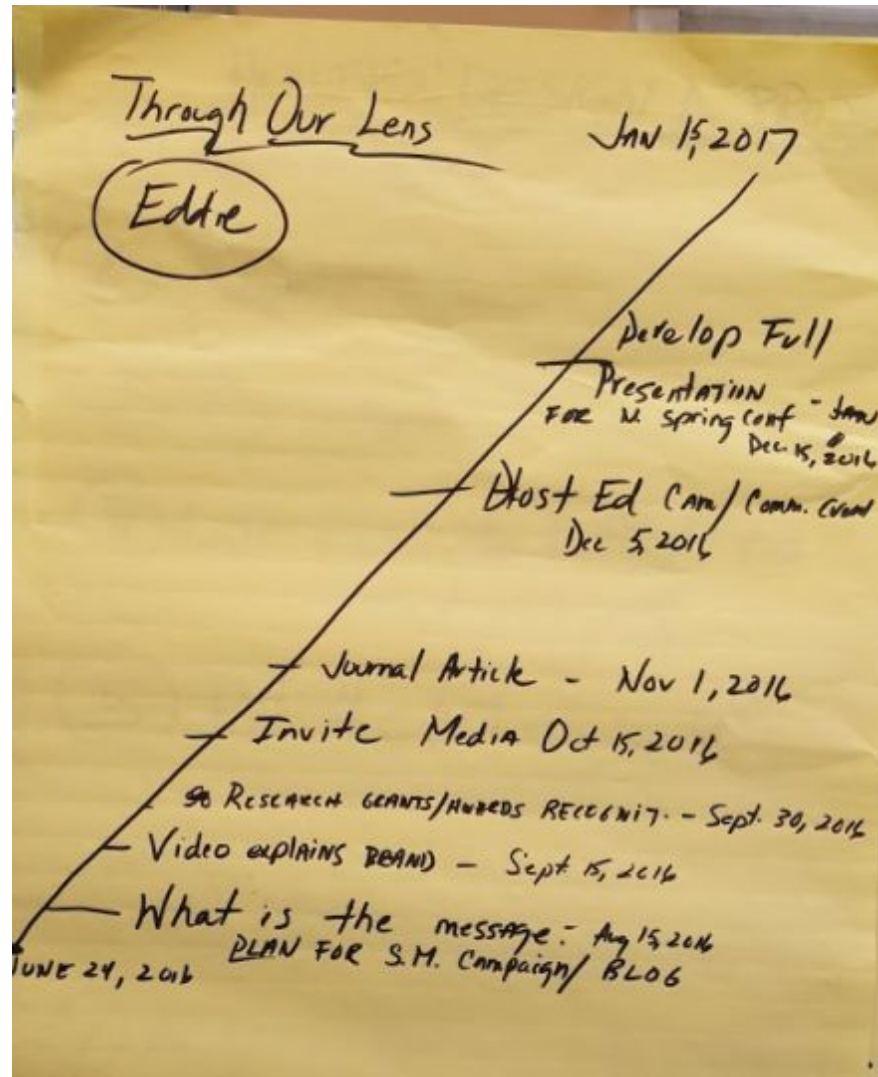 Through Our Lens
Eddie
JAN 15, 2017
Develop Full
Presentation - JAN
FOR N. Spring Conf
Dec 15, 2016
Host Ed Cam / Comm. Event
Dec 5, 2016
Journal Article - Nov 1, 2016
Invite Media Oct 15, 2016
RESEARCH GRANTS/AWARDS RECOGNIT. - Sept. 30, 2016
Video explains BRAND - Sept 15, 2016
What is the message: Aug 15, 2016
PLAN FOR S.M. Campaign/ BLOG
JUNE 24, 2016